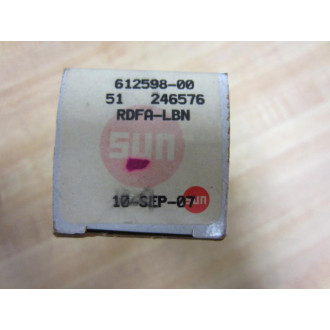 612598-00
51 246576
RDFA-LBN
sun
10-SEP-07
sun